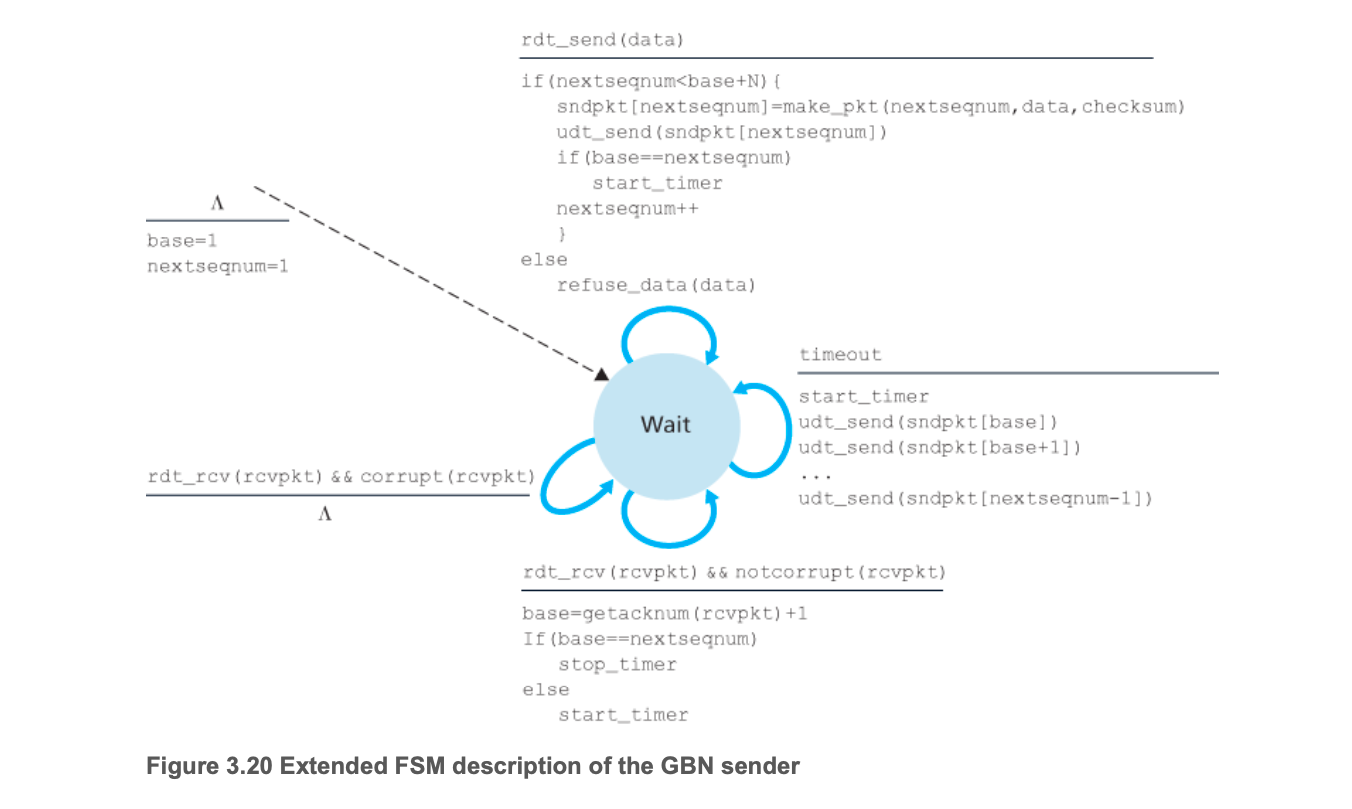 rdt_send(data)
if(nextseqnum<base+N){
sndpkt[nextseqnum]=make_pkt(nextseqnum,data,checksum)
udt_send(sndpkt[nextseqnum])
if(base==nextseqnum)
start_timer
nextseqnum++
}
else
refuse_data(data)
Λ
base=1
nextseqnum=1
Wait
timeout
start_timer
udt_send(sndpkt[base])
udt_send(sndpkt[base+1])
...
udt_send(sndpkt[nextseqnum-1])
rdt_rcv(rcvpkt) && corrupt(rcvpkt)
Λ
rdt_rcv(rcvpkt) && notcorrupt(rcvpkt)
base=getacknum(rcvpkt)+1
If(base==nextseqnum)
stop_timer
else
start_timer
Figure 3.20 Extended FSM description of the GBN sender